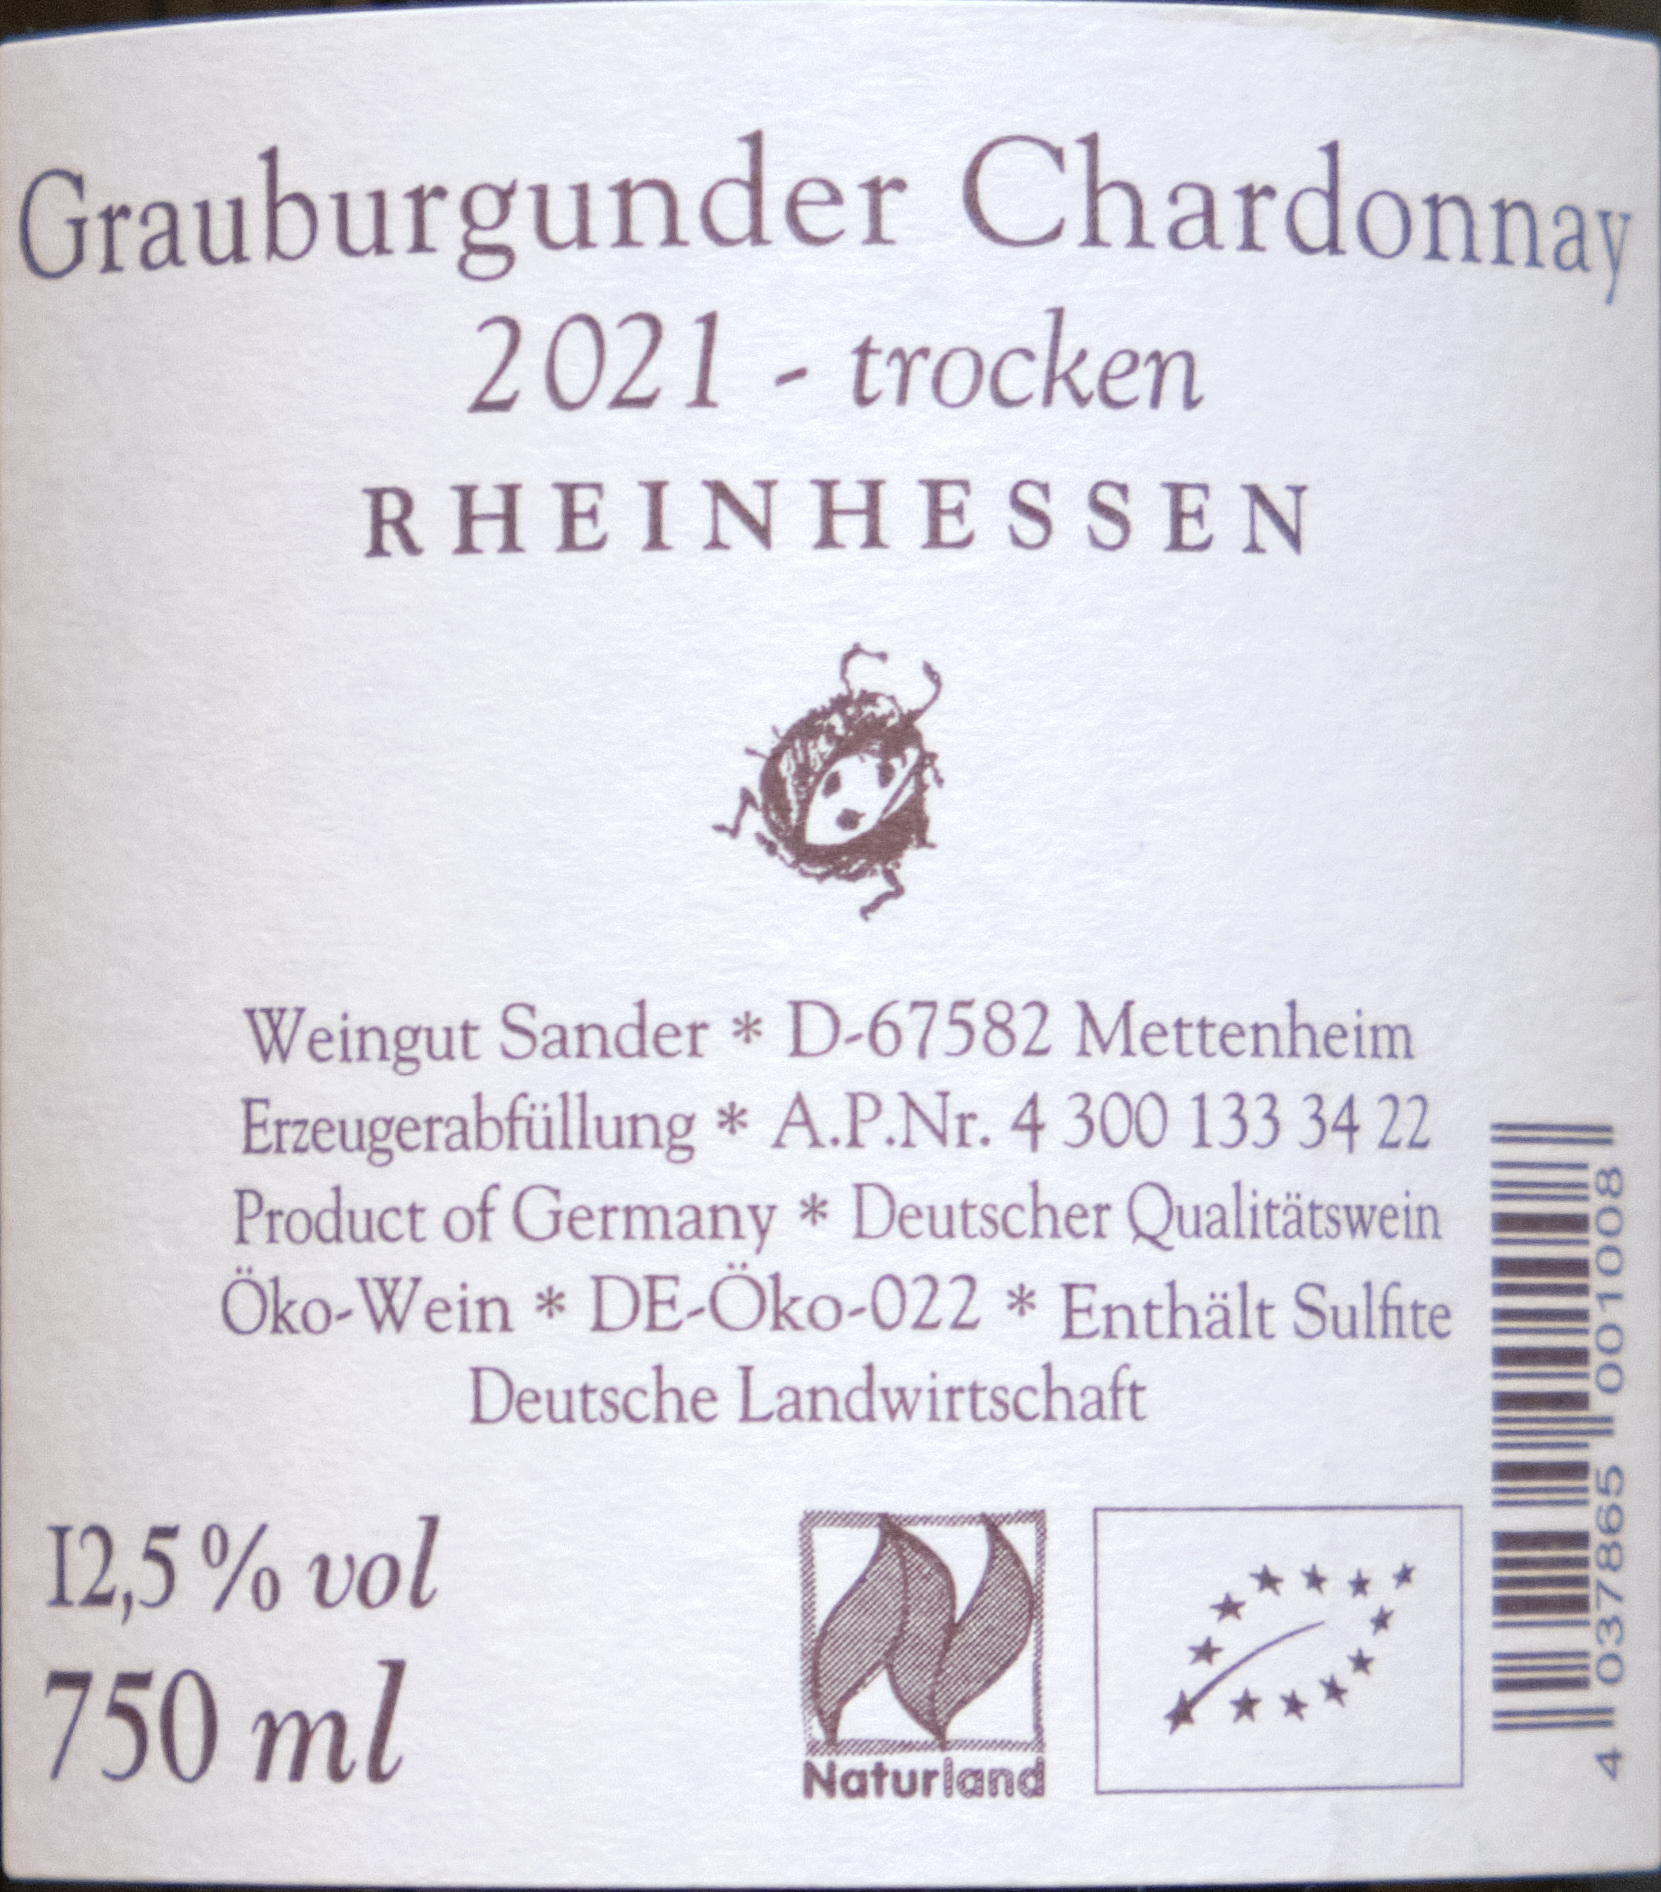 Grauburgunder Chardonnay
2021 - trocken
RHEINHESSEN
Weingut Sander * D-67582 Mettenheim
Erzeugerabfüllung * A.P.Nr. 4 300 133 34 22
Product of Germany * Deutscher Qualitätswein
Öko-Wein * DE-Öko-022 * Enthält Sulfite
Deutsche Landwirtschaft
12,5 % vol
750 ml
Naturland
4 037865 001008